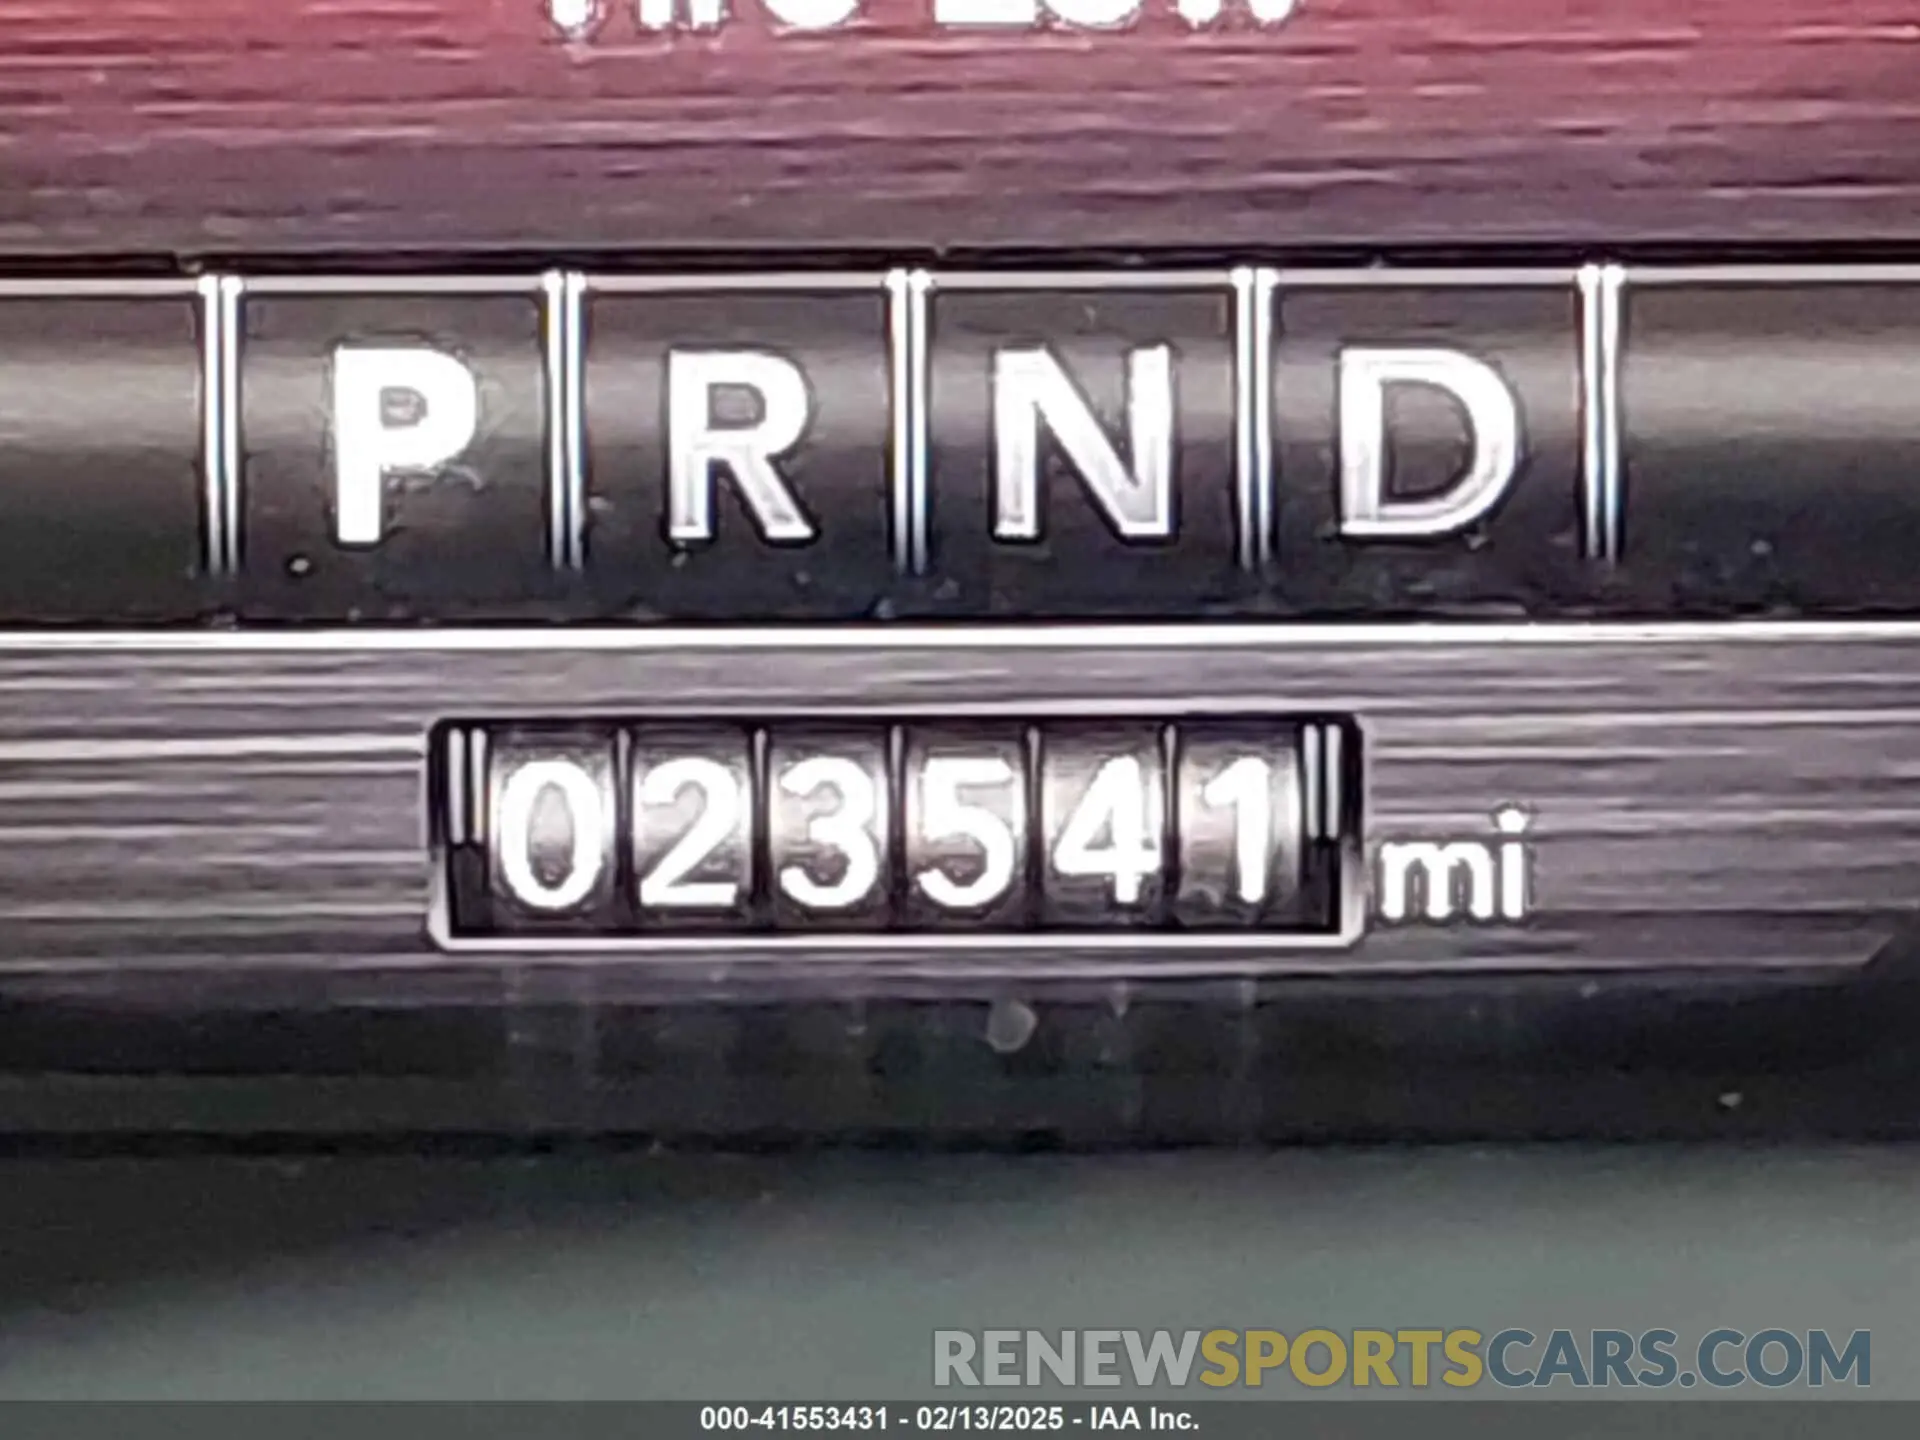 P R N D
023541 mi
RENEWSPORTSCARS.COM
000-41553431 - 02/13/2025 - IAA Inc.